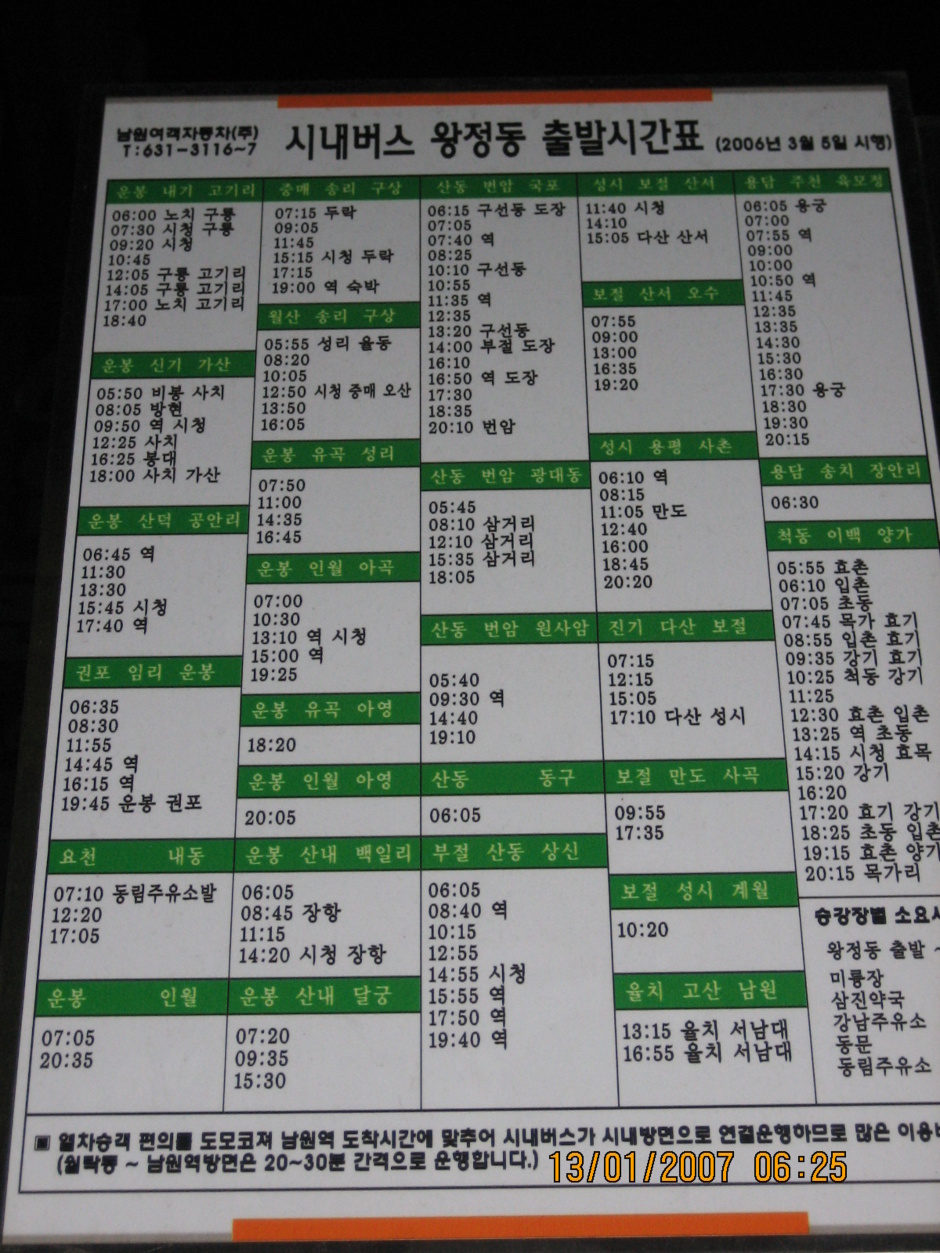 남원여객자동차(주)
T:631-3116~7
시내버스 왕정동 출발시간표 (2006년 3월 5일 시행)
운봉 내기 고기리
06:00 노치 구룡
07:30 시청 구룡
09:20 시청
10:45
12:05 구룡 고기리
14:05 구룡 고기리
17:00 노치 고기리
18:40
운봉 신기 가산
05:50 비봉 사치
08:05 방현
09:50 역 시청
12:25 사치
16:25 봉대
18:00 사치 가산
운봉 산덕 공안리
06:45 역
11:30
13:30
15:45 시청
17:40 역
권포 임리 운봉
06:35
08:30
11:55
14:45 역
16:15 역
19:45 운봉 권포
요천 내동
07:10 동림주유소발
12:20
17:05
운봉 인월
07:05
20:35
중매 송리 구상
07:15 두락
09:05
11:45
15:15 시청 두락
17:15
19:00 역 숙박
월산 송리 구상
05:55 성리 율동
08:20
10:05
12:50 시청 중매 오산
13:50
16:05
운봉 유곡 성리
07:50
11:00
14:35
16:45
운봉 인월 아곡
07:00
10:30
13:10 역 시청
15:00 역
19:25
운봉 유곡 아영
18:20
운봉 인월 아영
20:05
운봉 산내 백일리
06:05
08:45 장항
11:15
14:20 시청 장항
운봉 산내 달궁
07:20
09:35
15:30
산동 번암 국포
06:15 구선동 도장
07:05
07:40 역
08:25
10:10 구선동
10:55
11:35 역
12:35
13:20 구선동
14:00 부절 도장
16:10
16:50 역 도장
17:30
18:35
20:10 번암
산동 번암 광대동
05:45
08:10 삼거리
12:10 삼거리
15:35 삼거리
18:05
산동 번암 원사암
05:40
09:30 역
14:40
19:10
산동 동구
06:05
부절 산동 상신
06:05
08:40 역
10:15
12:55
14:55 시청
15:55 역
17:50 역
19:40 역
성시 보절 산서
11:40 시청
14:10
15:05 다산 산서
보절 산서 오수
07:55
09:00
13:00
16:35
19:20
성시 용평 사촌
06:10 역
08:15
11:05 만도
12:40
16:00
18:45
20:20
진기 다산 보절
07:15
12:15
15:05
17:10 다산 성시
보절 만도 사곡
09:55
17:35
보절 성시 계월
10:20
율치 고산 남원
13:15 율치 서남대
16:55 율치 서남대
용담 주천 육모정
06:05 용궁
07:00
07:55 역
09:00
10:00
10:50 역
11:45
12:35
13:35
14:30
15:30
16:30
17:30 용궁
18:30
19:30
20:15
용담 송치 장안리
06:30
척동 이백 양가
05:55 효촌
06:10 입촌
07:05 초동
07:45 목가 효기
08:55 입촌 효기
09:35 강기 효기
10:25 척동 강기
11:25
12:30 효촌 입촌
13:25 역 초동
14:15 시청 효목
15:20 강기
16:20
17:20 효기 강기
18:25 초동 입촌
19:15 효촌 양기
20:15 목가리
승강장별 소요시
왕정동 출발 ~
미륭장
삼진약국
강남주유소
동문
동림주유소
▣ 열차승객 편의를 도모코져 남원역 도착시간에 맞추어 시내버스가 시내방면으로 연결운행하므로 많은 이용
(월락동 ~ 남원역방면은 20~30분 간격으로 운행합니다.)
13/01/2007 06:25